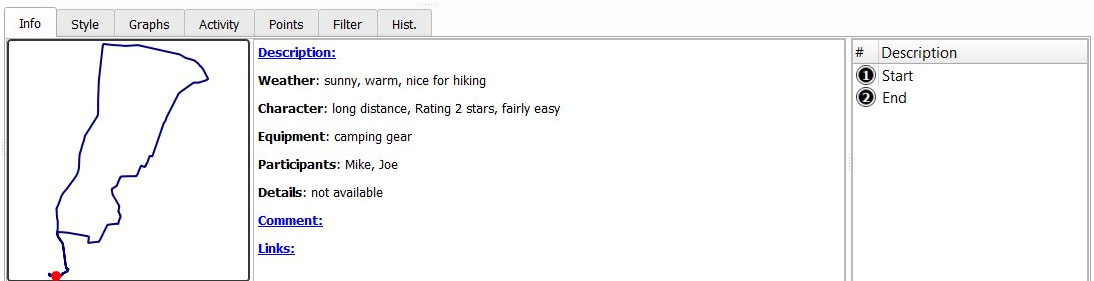 Info Style Graphs Activity Points Filter Hist.
Description:
Weather: sunny, warm, nice for hiking
Character: long distance, Rating 2 stars, fairly easy
Equipment: camping gear
Participants: Mike, Joe
Details: not available
Comment:
Links:
# Description
1 Start
2 End